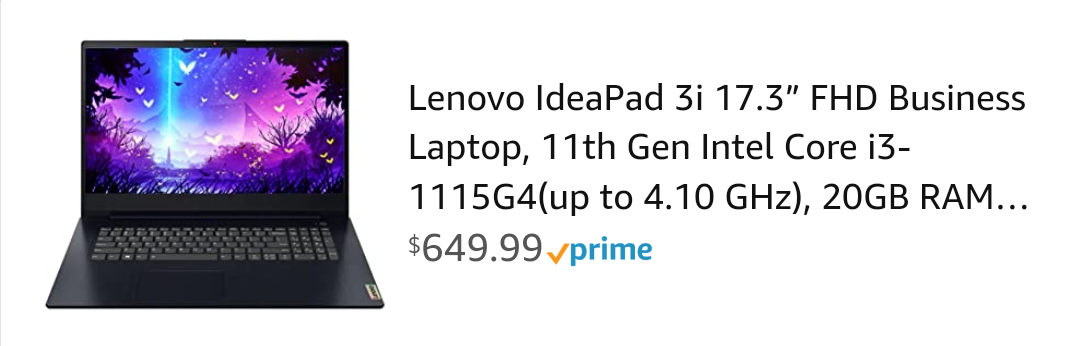 Lenovo IdeaPad 3i 17.3” FHD Business
Laptop, 11th Gen Intel Core i3-
1115G4(up to 4.10 GHz), 20GB RAM...
$649.99 prime